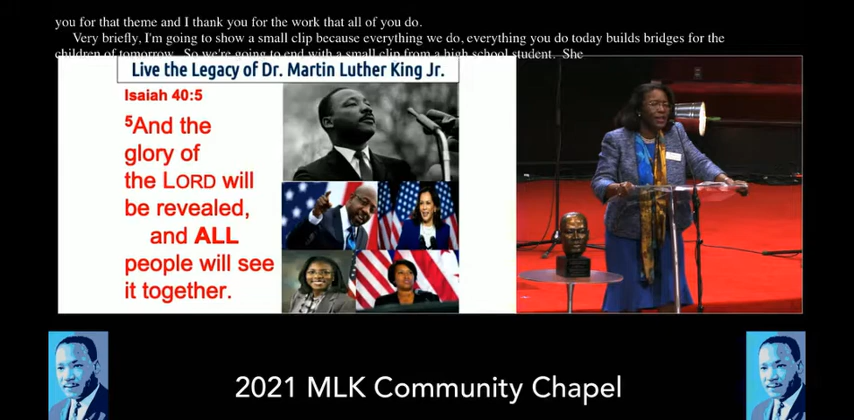 you for that theme and I thank you for the work that all of you do.
Very briefly, I'm going to show a small clip because everything we do, everything you do today builds bridges for the
children of tomorrow. So we're going to end with a small clip from a high school student. She
Live the Legacy of Dr. Martin Luther King Jr.
Isaiah 40:5
5And the
glory of
the LORD will
be revealed,
and ALL
people will see
it together.
2021 MLK Community Chapel